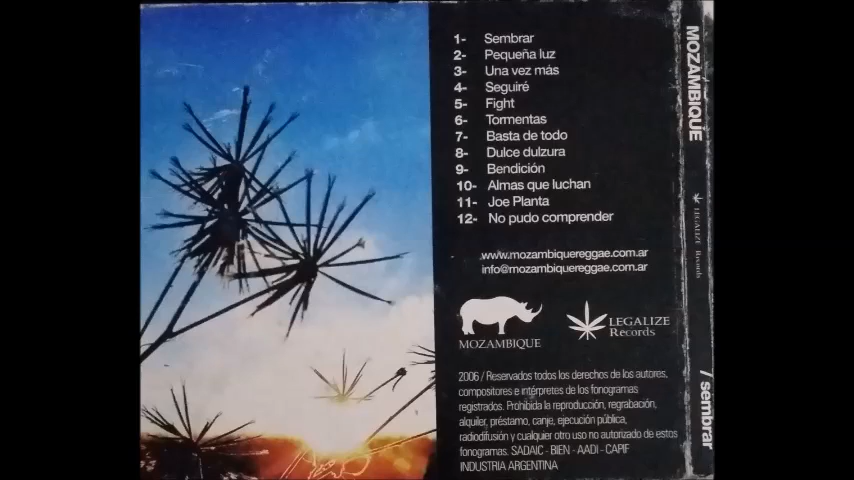 1- Sembrar
2- Pequeña luz
3- Una vez más
4- Seguiré
5- Fight
6- Tormentas
7- Basta de todo
8- Dulce dulzura
9- Bendición
10- Almas que luchan
11- Joe Planta
12- No pudo comprender
www.mozambiquereggae.com.ar
info@mozambiquereggae.com.ar
MOZAMBIQUE
LEGALIZE
Records
2006 / Reservados todos los derechos de los autores,
compositores e intérpretes de los fonogramas
registrados. Prohibida la reproducción, regrabación,
alquiler, préstamo, canje, ejecución pública,
radiodifusión y cualquier otro uso no autorizado de estos
fonogramas. SADAIC - BIEN - AADI - CAPIF
INDUSTRIA ARGENTINA
MOZAMBIQUE
LEGALIZE Records
/ sembrar